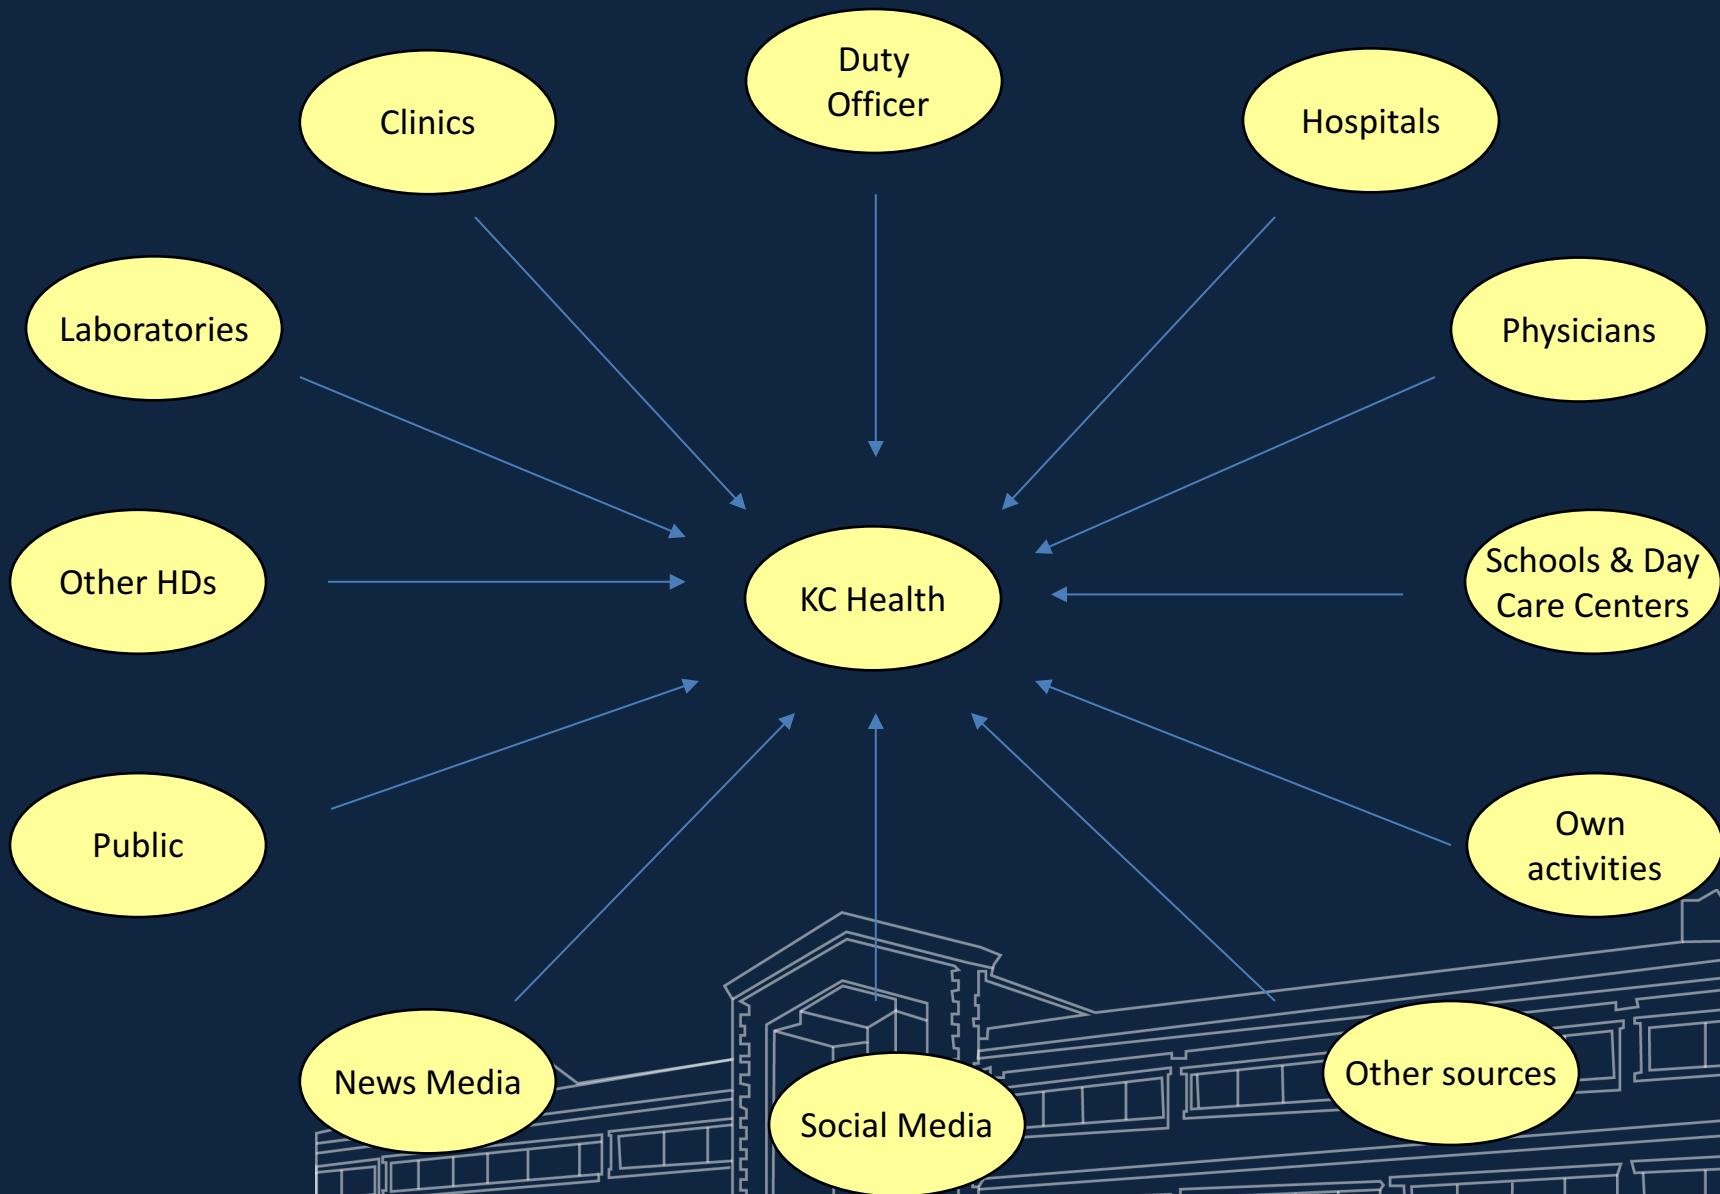 Duty
Officer
Clinics
Hospitals
Laboratories
Physicians
Other HDs
KC Health
Schools & Day
Care Centers
Public
Own
activities
News Media
Social Media
Other sources